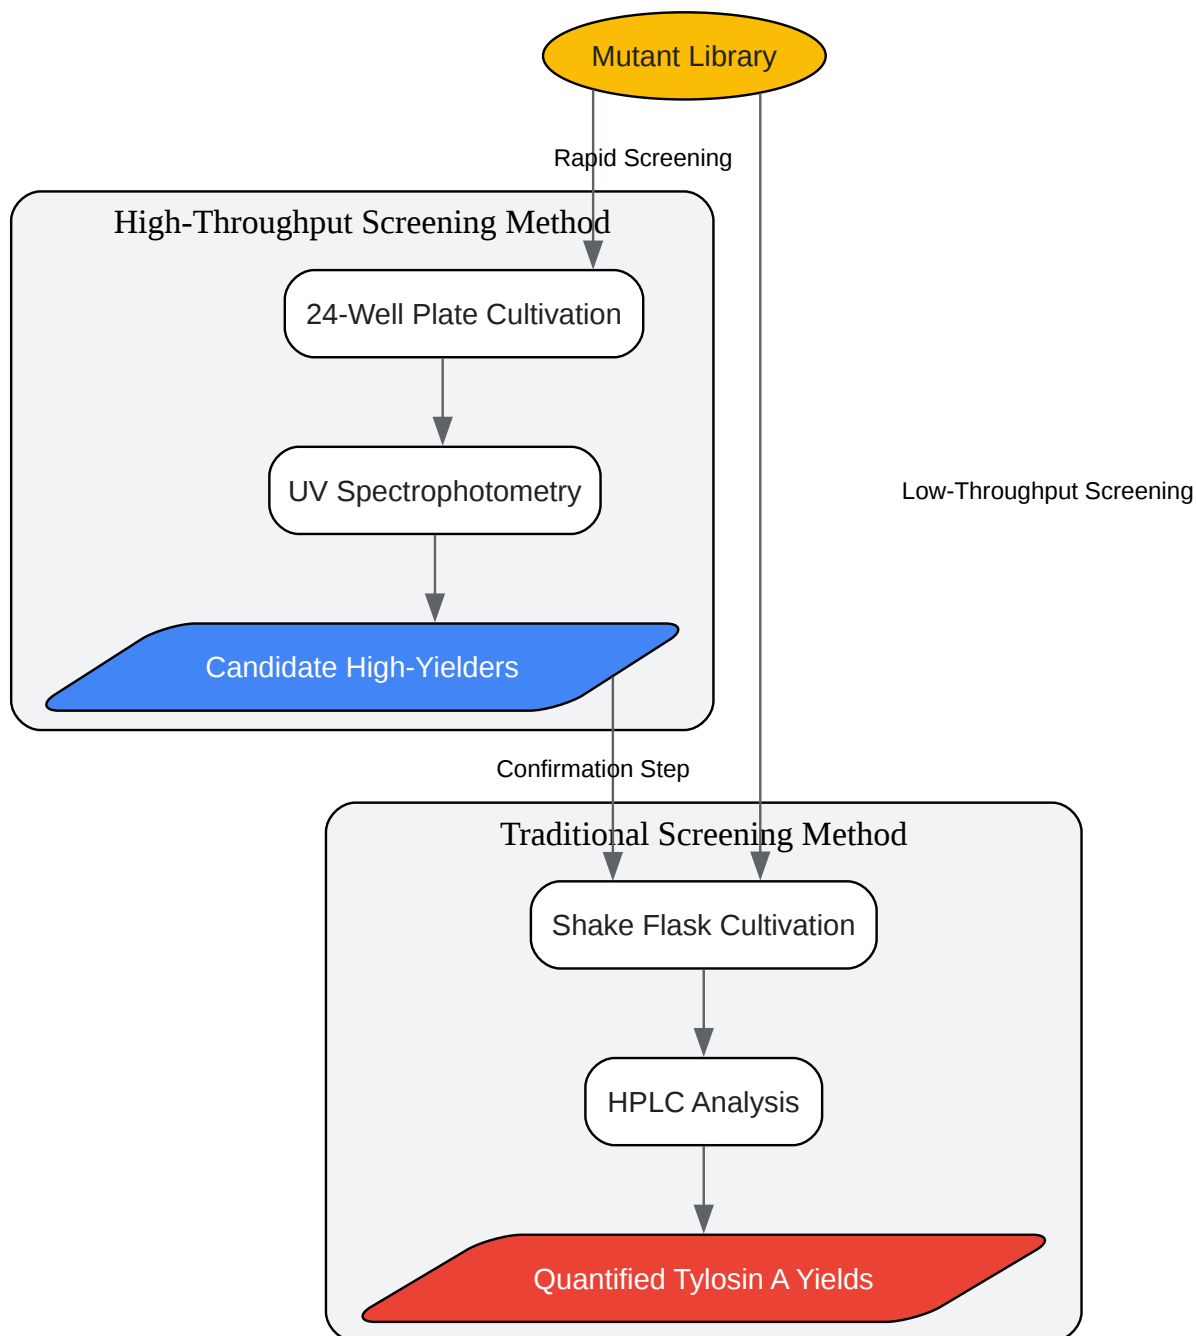 Mutant Library
Rapid Screening
High-Throughput Screening Method
24-Well Plate Cultivation
UV Spectrophotometry
Low-Throughput Screening
Candidate High-Yielders
Confirmation Step
Traditional Screening Method
Shake Flask Cultivation
HPLC Analysis
Quantified Tylosin A Yields